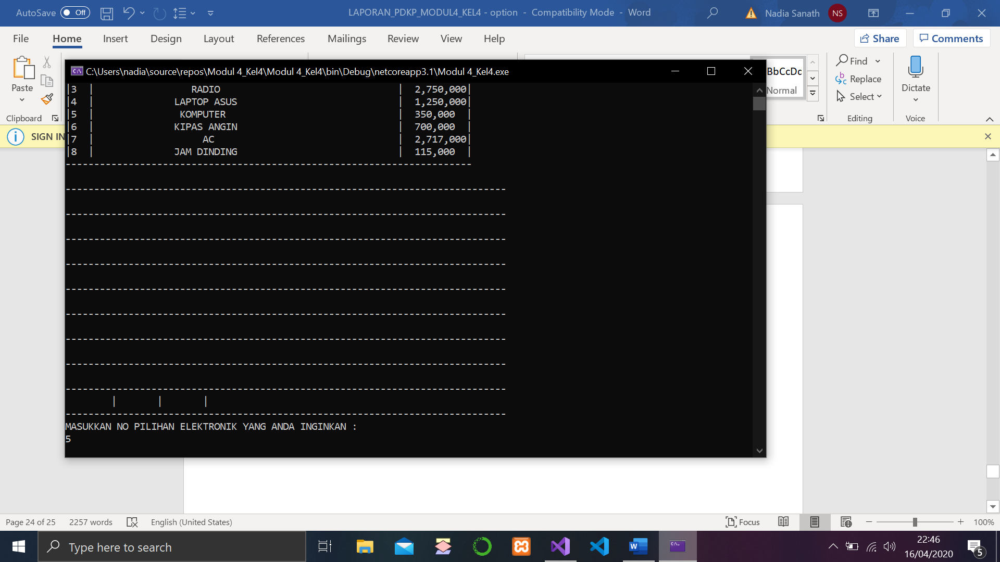 AutoSave Off LAPORAN_PDKP_MODUL4_KEL4 - option - Compatibility Mode - Word Nadia Sanath NS
File Home Insert Design Layout References Mailings Review View Help Share Comments
Paste
Clipboard
BbCcDc
Normal
Find
Replace
Select
Editing
Dictate
Voice
SIGN IN
C:\Users\nadia\source\repos\Modul 4_Kel4\Modul 4_Kel4\bin\Debug\netcoreapp3.1\Modul 4_Kel4.exe
|3 | RADIO | 2,750,000|
|4 | LAPTOP ASUS | 1,250,000|
|5 | KOMPUTER | 350,000 |
|6 | KIPAS ANGIN | 700,000 |
|7 | AC | 2,717,000|
|8 | JAM DINDING | 115,000 |
-----------------------------------------------------------------------
-----------------------------------------------------------------------------
-----------------------------------------------------------------------------
-----------------------------------------------------------------------------
-----------------------------------------------------------------------------
-----------------------------------------------------------------------------
-----------------------------------------------------------------------------
-----------------------------------------------------------------------------
-----------------------------------------------------------------------------
-----------------------------------------------------------------------------
| | |
-----------------------------------------------------------------------------
MASUKKAN NO PILIHAN ELEKTRONIK YANG ANDA INGINKAN :
5
Page 24 of 25 2257 words English (United States) Focus 100%
Type here to search
22:46
16/04/2020
5